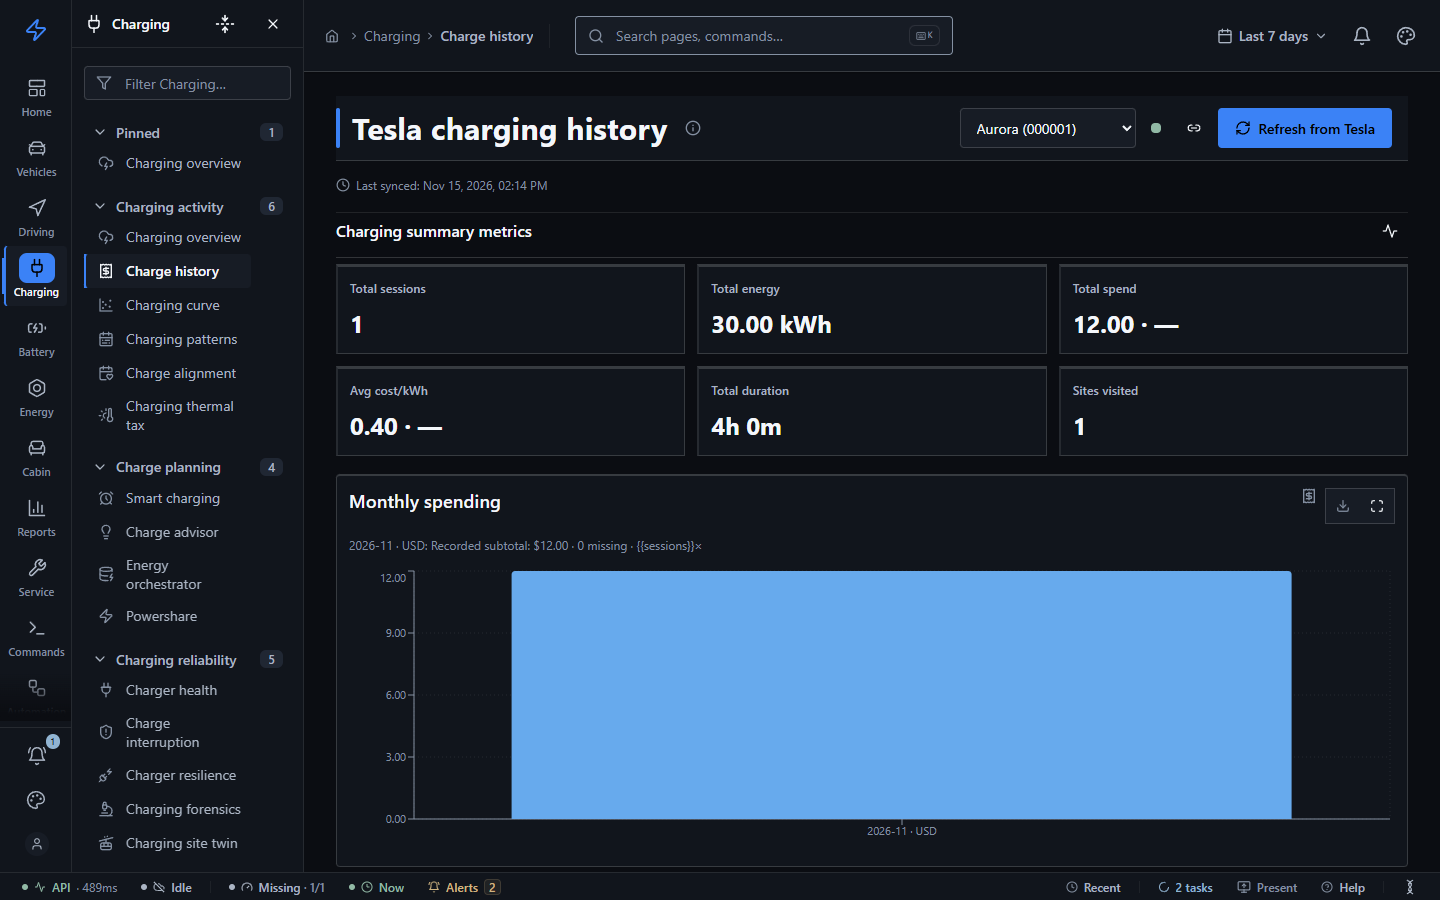 Home
Vehicles
Driving
Charging
Battery
Energy
Cabin
Reports
Service
Commands
1
Charging
Filter Charging...
Pinned 1
Charging overview
Charging activity 6
Charging overview
Charge history
Charging curve
Charging patterns
Charge alignment
Charging thermal
tax
Charge planning 4
Smart charging
Charge advisor
Energy
orchestrator
Powershare
Charging reliability 5
Charger health
Charge
interruption
Charger resilience
Charging forensics
Charging site twin
Charging > Charge history
Search pages, commands... K
Last 7 days
Tesla charging history
Aurora (000001)
Refresh from Tesla
Last synced: Nov 15, 2026, 02:14 PM
Charging summary metrics
Total sessions
1
Total energy
30.00 kWh
Total spend
12.00 · —
Avg cost/kWh
0.40 · —
Total duration
4h 0m
Sites visited
1
Monthly spending
2026-11 · USD: Recorded subtotal: $12.00 · 0 missing · {{sessions}}×
12.00
9.00
6.00
3.00
0.00
2026-11 · USD
API · 489ms
Idle
Missing · 1/1
Now
Alerts 2
Recent
2 tasks
Present
Help